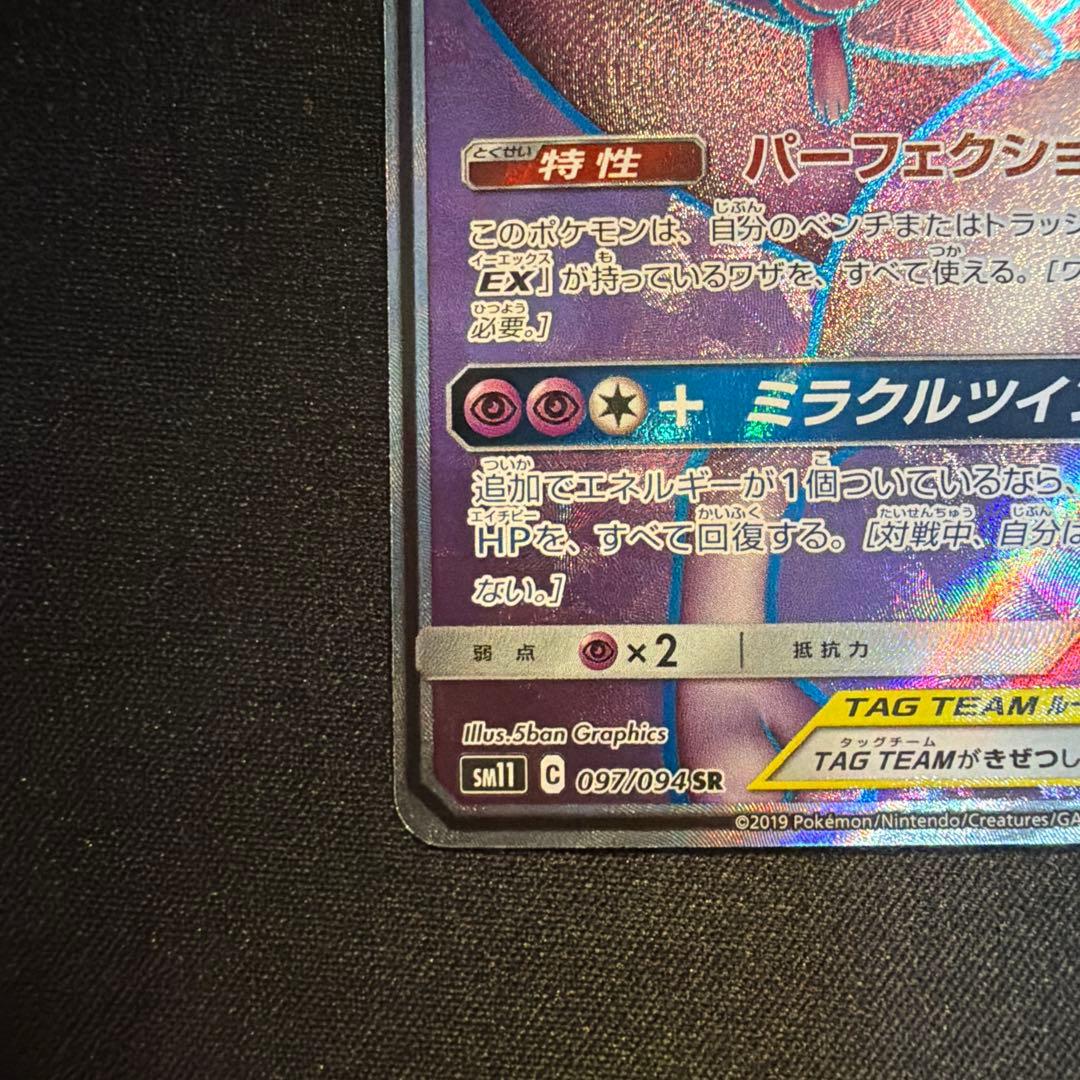 とくせい
特性 パーフェクショ
じぶん
このポケモンは、自分のベンチまたはトラッシ
イーエックス も つか
EX」が持っているワザを、すべて使える。[ワ
ひつよう
必要。]
+ ミラクルツイン
ついか こ
追加でエネルギーが1個ついているなら、
エイチピー かいふく たいせんちゅう じぶん
HPを、すべて回復する。[対戦中、自分は
ない。]
弱点 ×2 抵抗力
TAG TEAM ルー
Illus.5ban Graphics
タッグチーム
TAG TEAMがきぜつし
SM11 C 097/094 SR
©2019 Pokémon/Nintendo/Creatures/GA